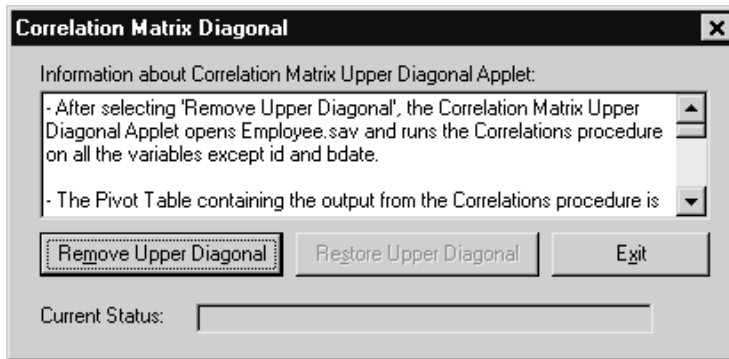 Correlation Matrix Diagonal
Information about Correlation Matrix Upper Diagonal Applet:
- After selecting 'Remove Upper Diagonal', the Correlation Matrix Upper
Diagonal Applet opens Employee.sav and runs the Correlations procedure
on all the variables except id and bdate.
- The Pivot Table containing the output from the Correlations procedure is
Remove Upper Diagonal Restore Upper Diagonal Exit
Current Status: